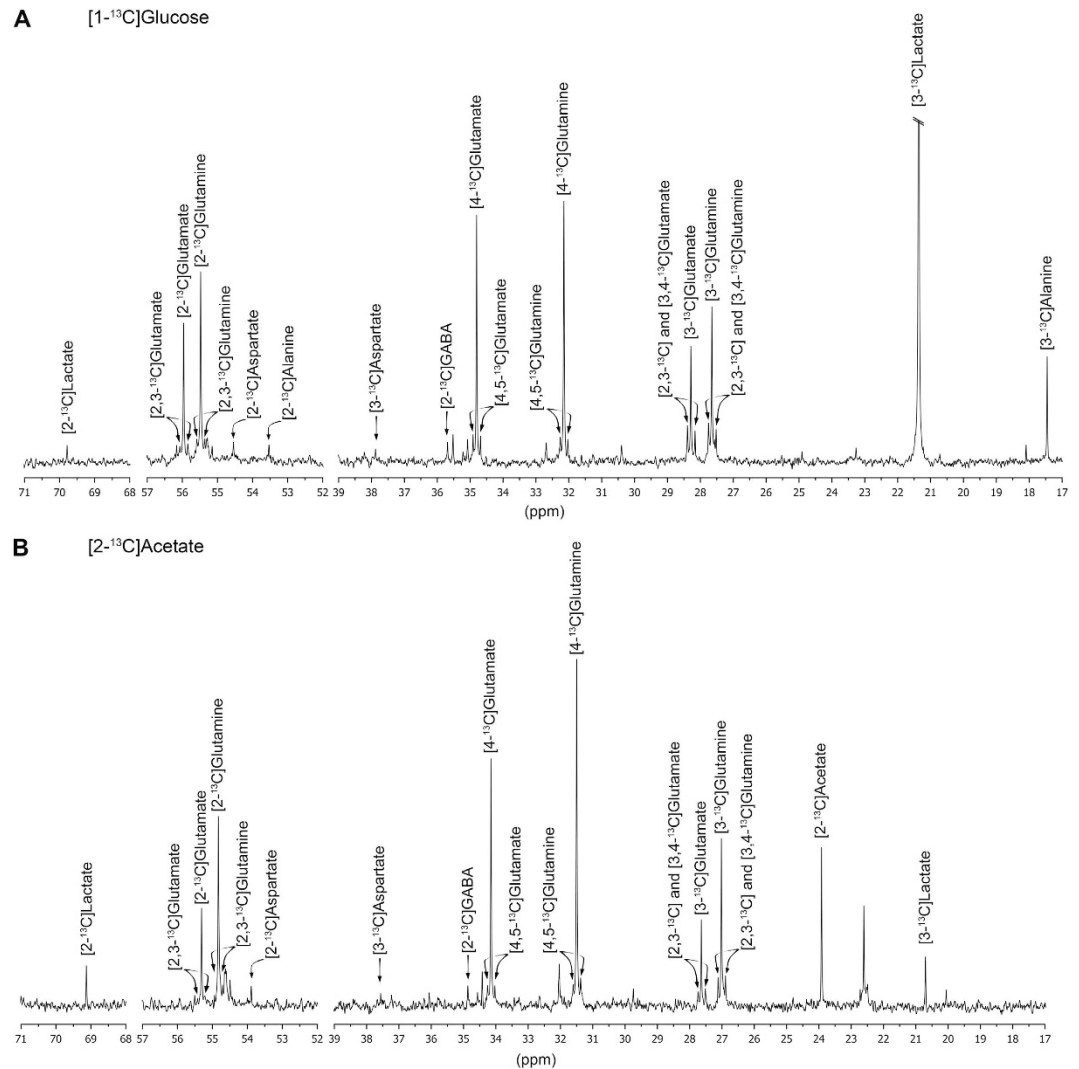 A [1-¹³C]Glucose
[2-¹³C]Lactate
[2,3-¹³C]Glutamate
[2-¹³C]Glutamate
[2-¹³C]Glutamine
[2,3-¹³C]Glutamine
[2-¹³C]Aspartate
[2-¹³C]Alanine
[3-¹³C]Aspartate
[2-¹³C]GABA
[4-¹³C]Glutamate
[4,5-¹³C]Glutamate
[4,5-¹³C]Glutamine
[4-¹³C]Glutamine
[2,3-¹³C] and [3,4-¹³C]Glutamate
[3-¹³C]Glutamate
[3-¹³C]Glutamine
[2,3-¹³C] and [3,4-¹³C]Glutamine
[3-¹³C]Lactate
[3-¹³C]Alanine
71 70 69 68 57 56 55 54 53 52 39 38 37 36 35 34 33 32 31 30 29 28 27 26 25 24 23 22 21 20 19 18 17
(ppm)
B [2-¹³C]Acetate
[2-¹³C]Lactate
[2,3-¹³C]Glutamate
[2-¹³C]Glutamate
[2-¹³C]Glutamine
[2,3-¹³C]Glutamine
[2-¹³C]Aspartate
[3-¹³C]Aspartate
[2-¹³C]GABA
[4-¹³C]Glutamate
[4,5-¹³C]Glutamate
[4,5-¹³C]Glutamine
[4-¹³C]Glutamine
[2,3-¹³C] and [3,4-¹³C]Glutamate
[3-¹³C]Glutamate
[3-¹³C]Glutamine
[2,3-¹³C] and [3,4-¹³C]Glutamine
[2-¹³C]Acetate
[3-¹³C]Lactate
71 70 69 68 57 56 55 54 53 52 39 38 37 36 35 34 33 32 31 30 29 28 27 26 25 24 23 22 21 20 19 18 17
(ppm)